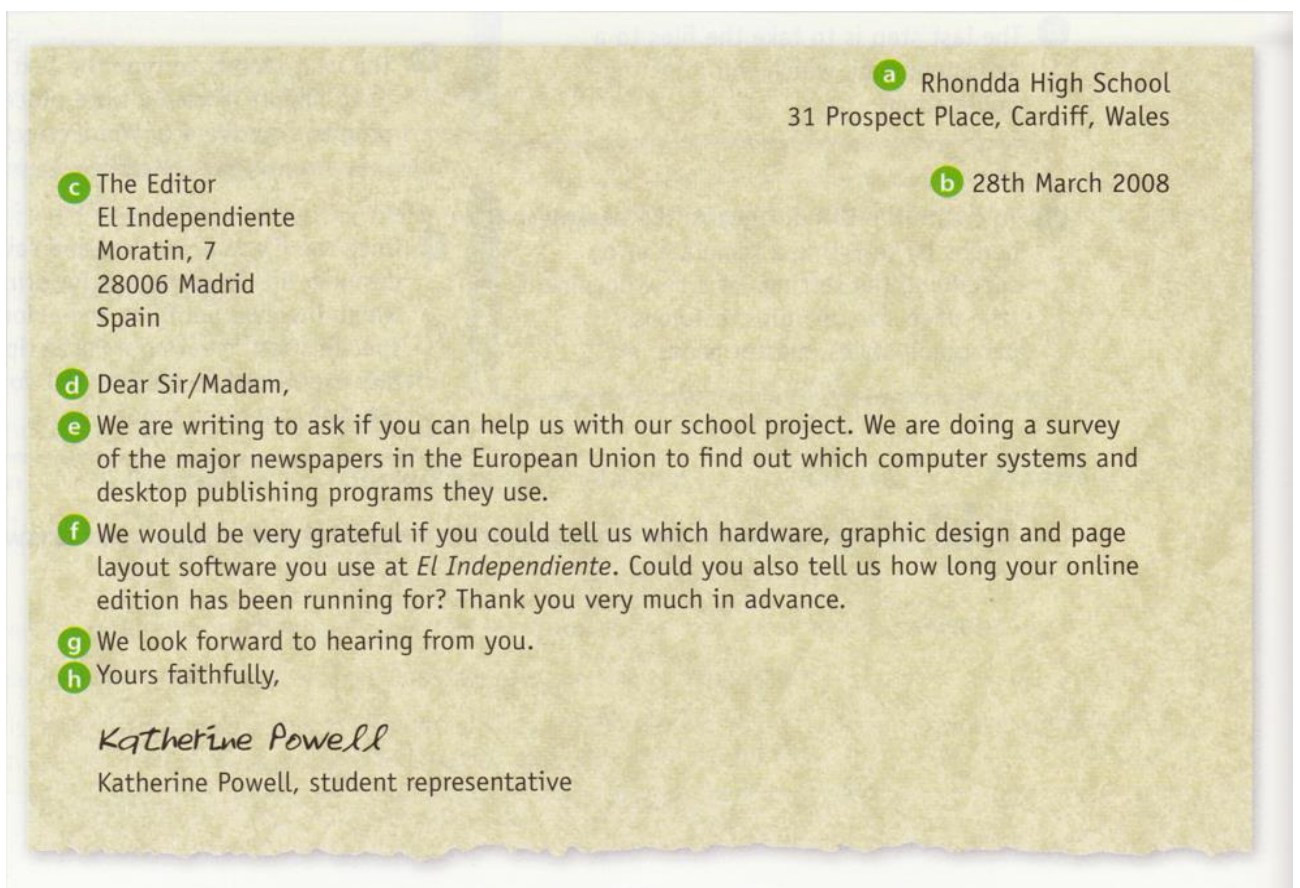 a Rhondda High School
31 Prospect Place, Cardiff, Wales
b 28th March 2008
c The Editor
El Independiente
Moratin, 7
28006 Madrid
Spain
d Dear Sir/Madam,
e We are writing to ask if you can help us with our school project. We are doing a survey
of the major newspapers in the European Union to find out which computer systems and
desktop publishing programs they use.
f We would be very grateful if you could tell us which hardware, graphic design and page
layout software you use at El Independiente. Could you also tell us how long your online
edition has been running for? Thank you very much in advance.
g We look forward to hearing from you.
h Yours faithfully,
Katherine Powell
Katherine Powell, student representative